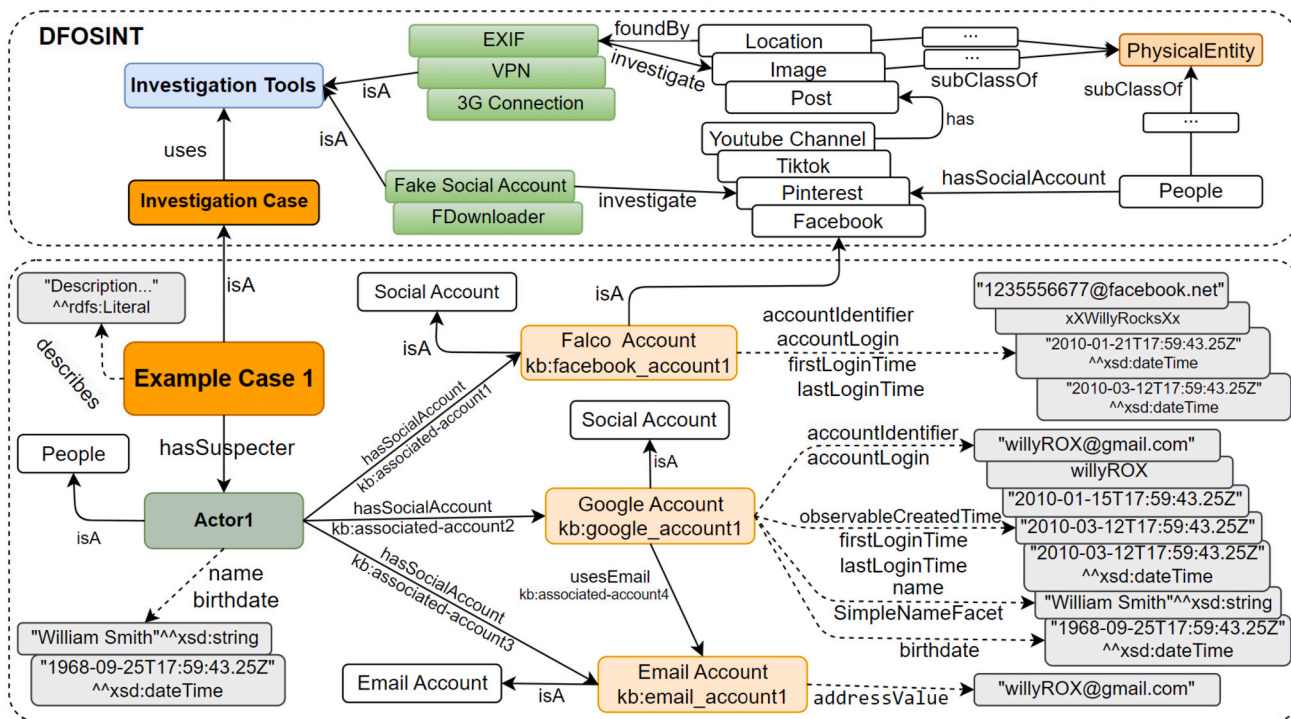 DFOSINT
EXIF
VPN
3G Connection
foundBy
investigate
Location
Image
Post
...
...
subClassOf
PhysicalEntity
subClassOf
...
Investigation Tools
isA
isA
uses
has
Youtube Channel
Tiktok
Pinterest
Facebook
hasSocialAccount
People
Investigation Case
Fake Social Account
FDownloader
investigate
isA
"Description..."
^^rdfs:Literal
describes
Example Case 1
hasSuspecter
Social Account
isA
isA
Falco Account
kb:facebook_account1
accountIdentifier
accountLogin
firstLoginTime
lastLoginTime
"1235556677@facebook.net"
xXWillyRocksXx
"2010-01-21T17:59:43.25Z"
^^xsd:dateTime
"2010-03-12T17:59:43.25Z"
^^xsd:dateTime
People
isA
Actor1
hasSocialAccount
kb:associated-account1
hasSocialAccount
kb:associated-account2
hasSocialAccount
kb:associated-account3
Social Account
isA
Google Account
kb:google_account1
accountIdentifier
accountLogin
observableCreatedTime
firstLoginTime
lastLoginTime
name
SimpleNameFacet
birthdate
"willyROX@gmail.com"
willyROX
"2010-01-15T17:59:43.25Z"
"2010-03-12T17:59:43.25Z"
"2010-03-12T17:59:43.25Z"
^^xsd:dateTime
"William Smith"^^xsd:string
"1968-09-25T17:59:43.25Z"
^^xsd:dateTime
name
birthdate
"William Smith"^^xsd:string
"1968-09-25T17:59:43.25Z"
^^xsd:dateTime
usesEmail
kb:associated-account4
Email Account
isA
Email Account
kb:email_account1
addressValue
"willyROX@gmail.com"